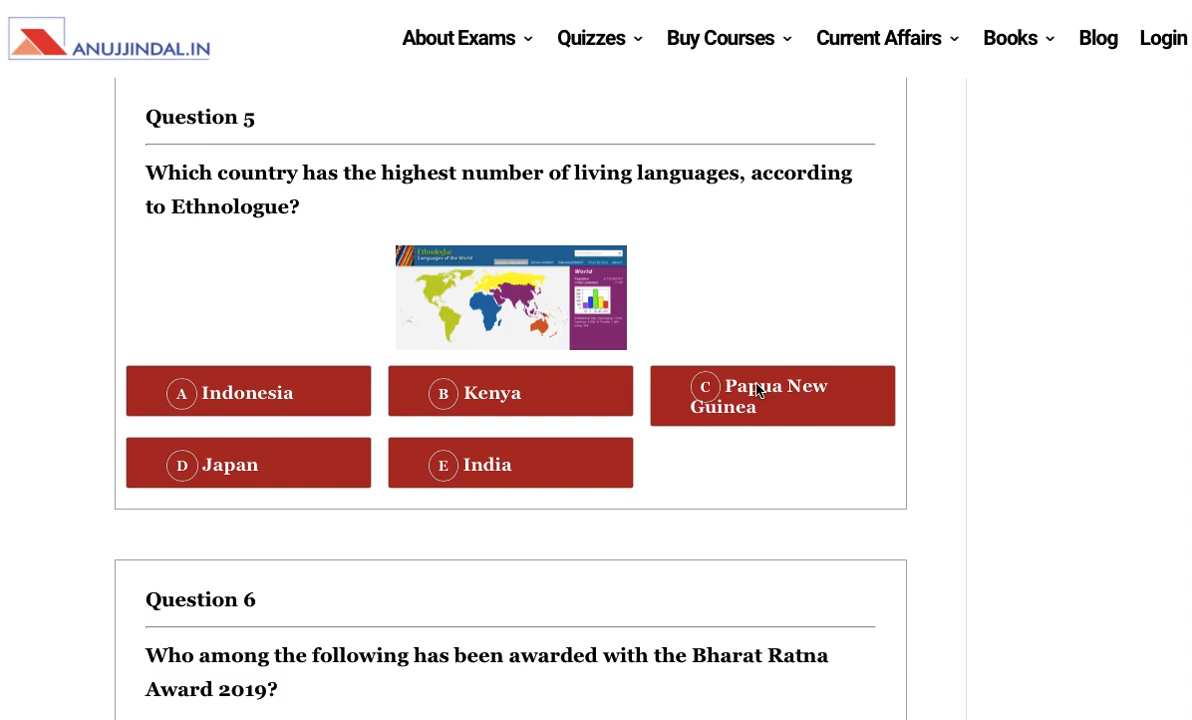 ANUJJINDAL.IN
About Exams Quizzes Buy Courses Current Affairs Books Blog Login
Question 5
Which country has the highest number of living languages, according
to Ethnologue?
Ethnologue
Languages of the World
World
A Indonesia
B Kenya
C Papua New
Guinea
D Japan
E India
Question 6
Who among the following has been awarded with the Bharat Ratna
Award 2019?